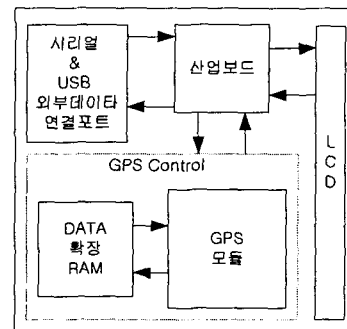 시리얼
&
USB
외부데이타
연결포트
산업보드
L
C
D
GPS Control
DATA
확장
RAM
GPS
모듈